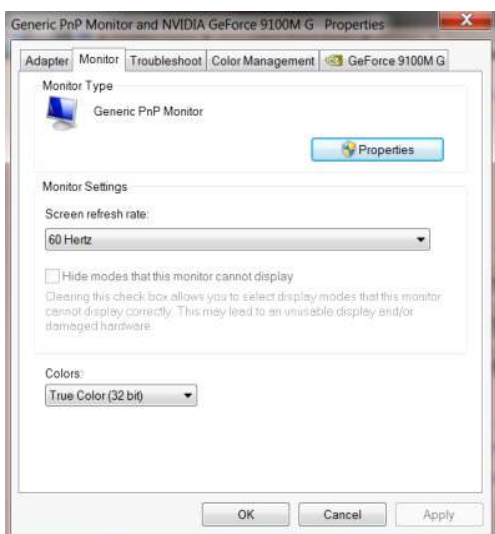 Generic PnP Monitor and NVIDIA GeForce 9100M G Properties
Adapter Monitor Troubleshoot Color Management GeForce 9100M G
Monitor Type
Generic PnP Monitor
Properties
Monitor Settings
Screen refresh rate:
60 Hertz
Hide modes that this monitor cannot display
Clearing this check box allows you to select display modes that this monitor
cannot display correctly. This may lead to an unusable display and/or
damaged hardware.
Colors:
True Color (32 bit)
OK Cancel Apply